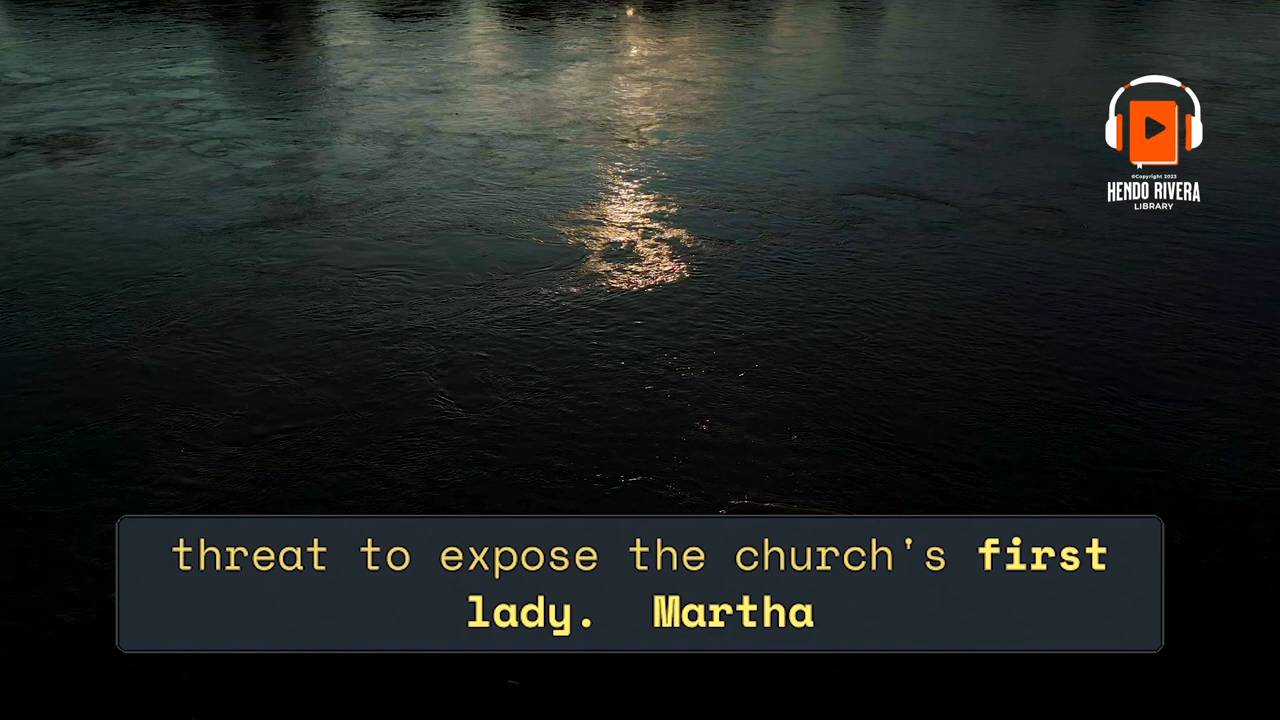 ©Copyright 2023
HENDO RIVERA
LIBRARY
threat to expose the church's first
lady. Martha